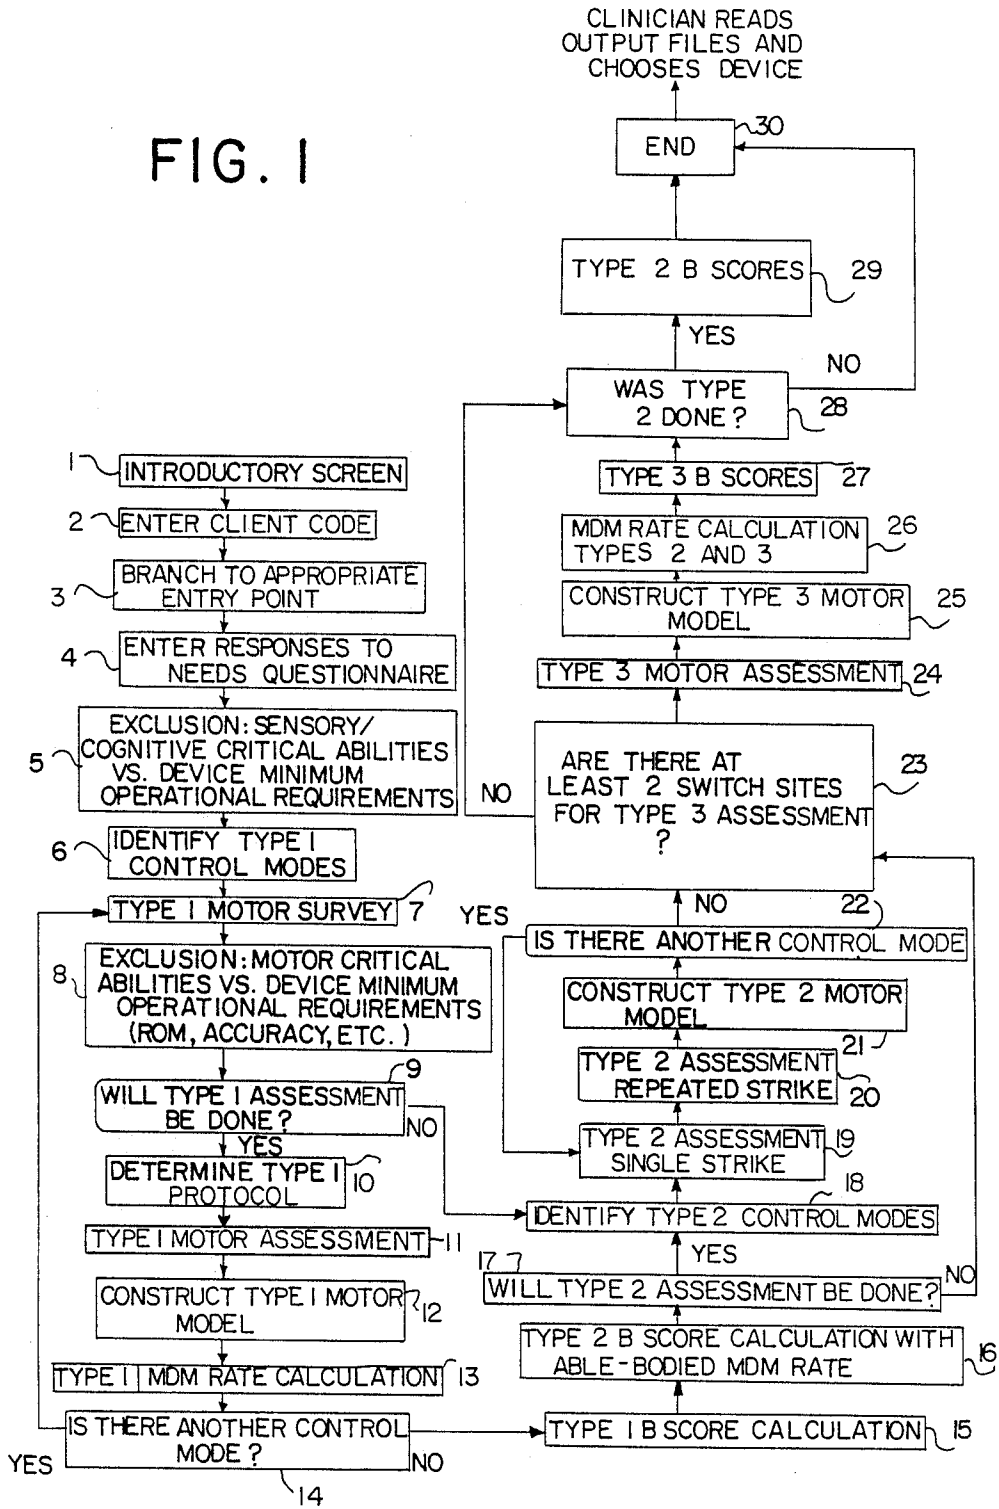 CLINICIAN READS
OUTPUT FILES AND
CHOOSES DEVICE
FIG. 1
30
END
TYPE 2 B SCORES
29
YES
NO
WAS TYPE
2 DONE?
28
TYPE 3 B SCORES
27
MDM RATE CALCULATION
TYPES 2 AND 3
26
CONSTRUCT TYPE 3 MOTOR
MODEL
25
TYPE 3 MOTOR ASSESSMENT
24
ARE THERE AT
LEAST 2 SWITCH SITES
FOR TYPE 3 ASSESSMENT
?
23
NO
NO
YES
22
IS THERE ANOTHER CONTROL MODE
CONSTRUCT TYPE 2 MOTOR
MODEL
21
TYPE 2 ASSESSMENT
REPEATED STRIKE
20
TYPE 2 ASSESSMENT
SINGLE STRIKE
19
18
IDENTIFY TYPE 2 CONTROL MODES
YES
17
WILL TYPE 2 ASSESSMENT BE DONE?
NO
TYPE 2 B SCORE CALCULATION WITH
ABLE-BODIED MDM RATE
16
TYPE 1 B SCORE CALCULATION
15
1
INTRODUCTORY SCREEN
2
ENTER CLIENT CODE
3
BRANCH TO APPROPRIATE
ENTRY POINT
4
ENTER RESPONSES TO
NEEDS QUESTIONNAIRE
5
EXCLUSION: SENSORY/
COGNITIVE CRITICAL ABILITIES
VS. DEVICE MINIMUM
OPERATIONAL REQUIREMENTS
6
IDENTIFY TYPE 1
CONTROL MODES
TYPE 1 MOTOR SURVEY
7
8
EXCLUSION: MOTOR CRITICAL
ABILITIES VS. DEVICE MINIMUM
OPERATIONAL REQUIREMENTS
(ROM, ACCURACY, ETC. )
9
WILL TYPE 1 ASSESSMENT
BE DONE?
NO
YES
DETERMINE TYPE 1
PROTOCOL
10
TYPE 1 MOTOR ASSESSMENT
11
CONSTRUCT TYPE 1 MOTOR
MODEL
12
TYPE 1 MDM RATE CALCULATION
13
IS THERE ANOTHER CONTROL
MODE?
YES
NO
14